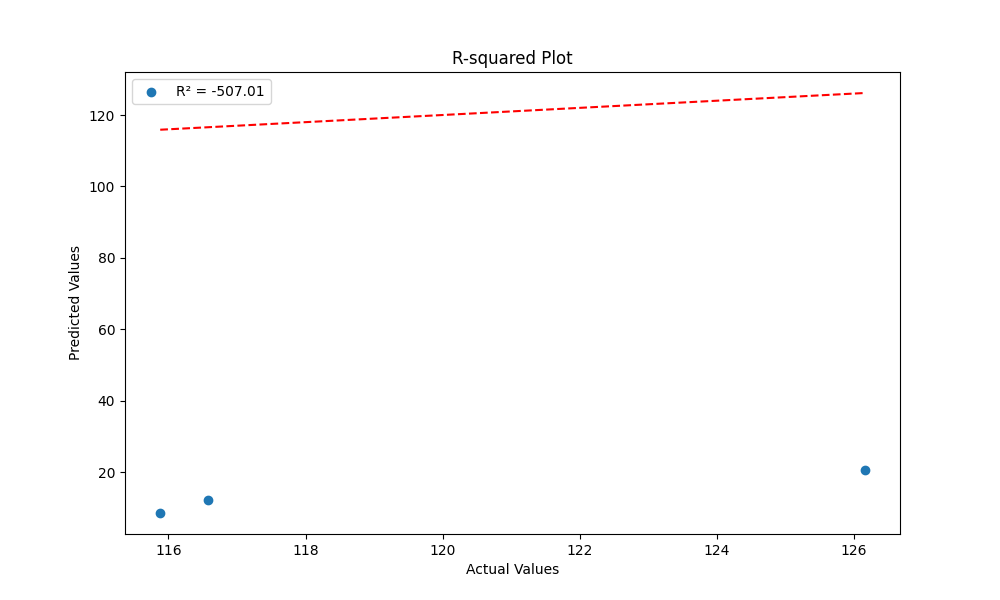 R-squared Plot
R² = -507.01
120
100
80
60
40
20
Predicted Values
116 118 120 122 124 126
Actual Values